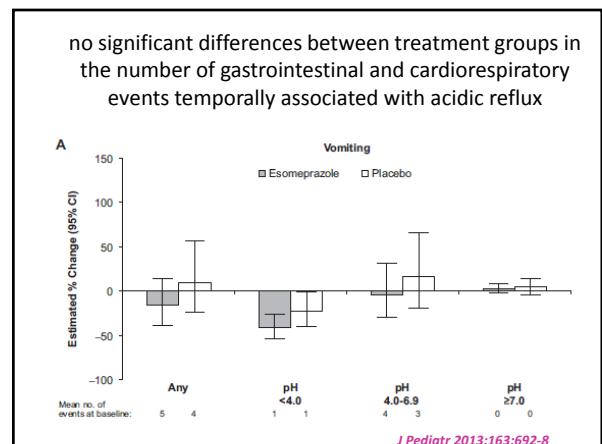 no significant differences between treatment groups in
the number of gastrointestinal and cardiorespiratory
events temporally associated with acidic reflux
A
Vomiting
Esomeprazole Placebo
Estimated % Change (95% CI)
150
100
50
0
−50
−100
Any pH <4.0 pH 4.0-6.9 pH ≥7.0
Mean no. of
events at baseline: 5 4 1 1 4 3 0 0
J Pediatr 2013;163:692-8